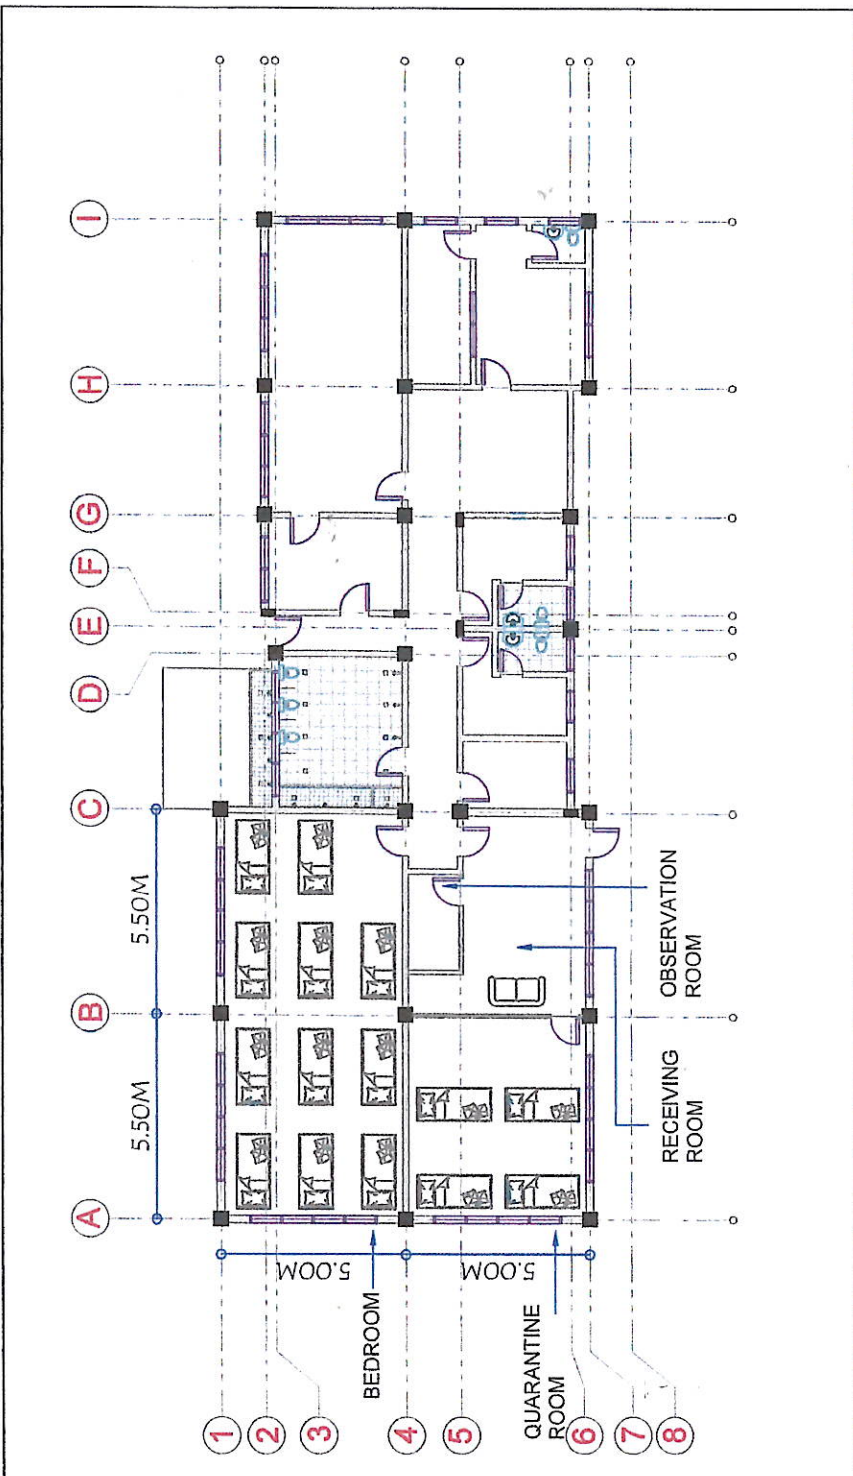 I
H
G
F
E
D
C
B
A
5.50M
5.50M
5.00M
5.00M
OBSERVATION
ROOM
RECEIVING
ROOM
BEDROOM
QUARANTINE
ROOM
1
2
3
4
5
6
7
8